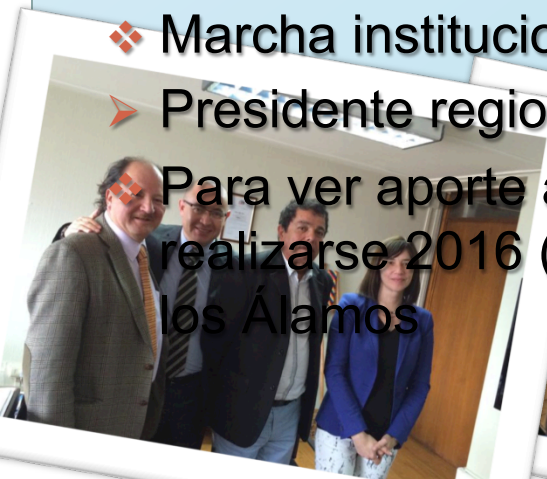 Marcha institucio
Presidente regio
Para ver aporte a
realizarse 2016 (
los Álamos